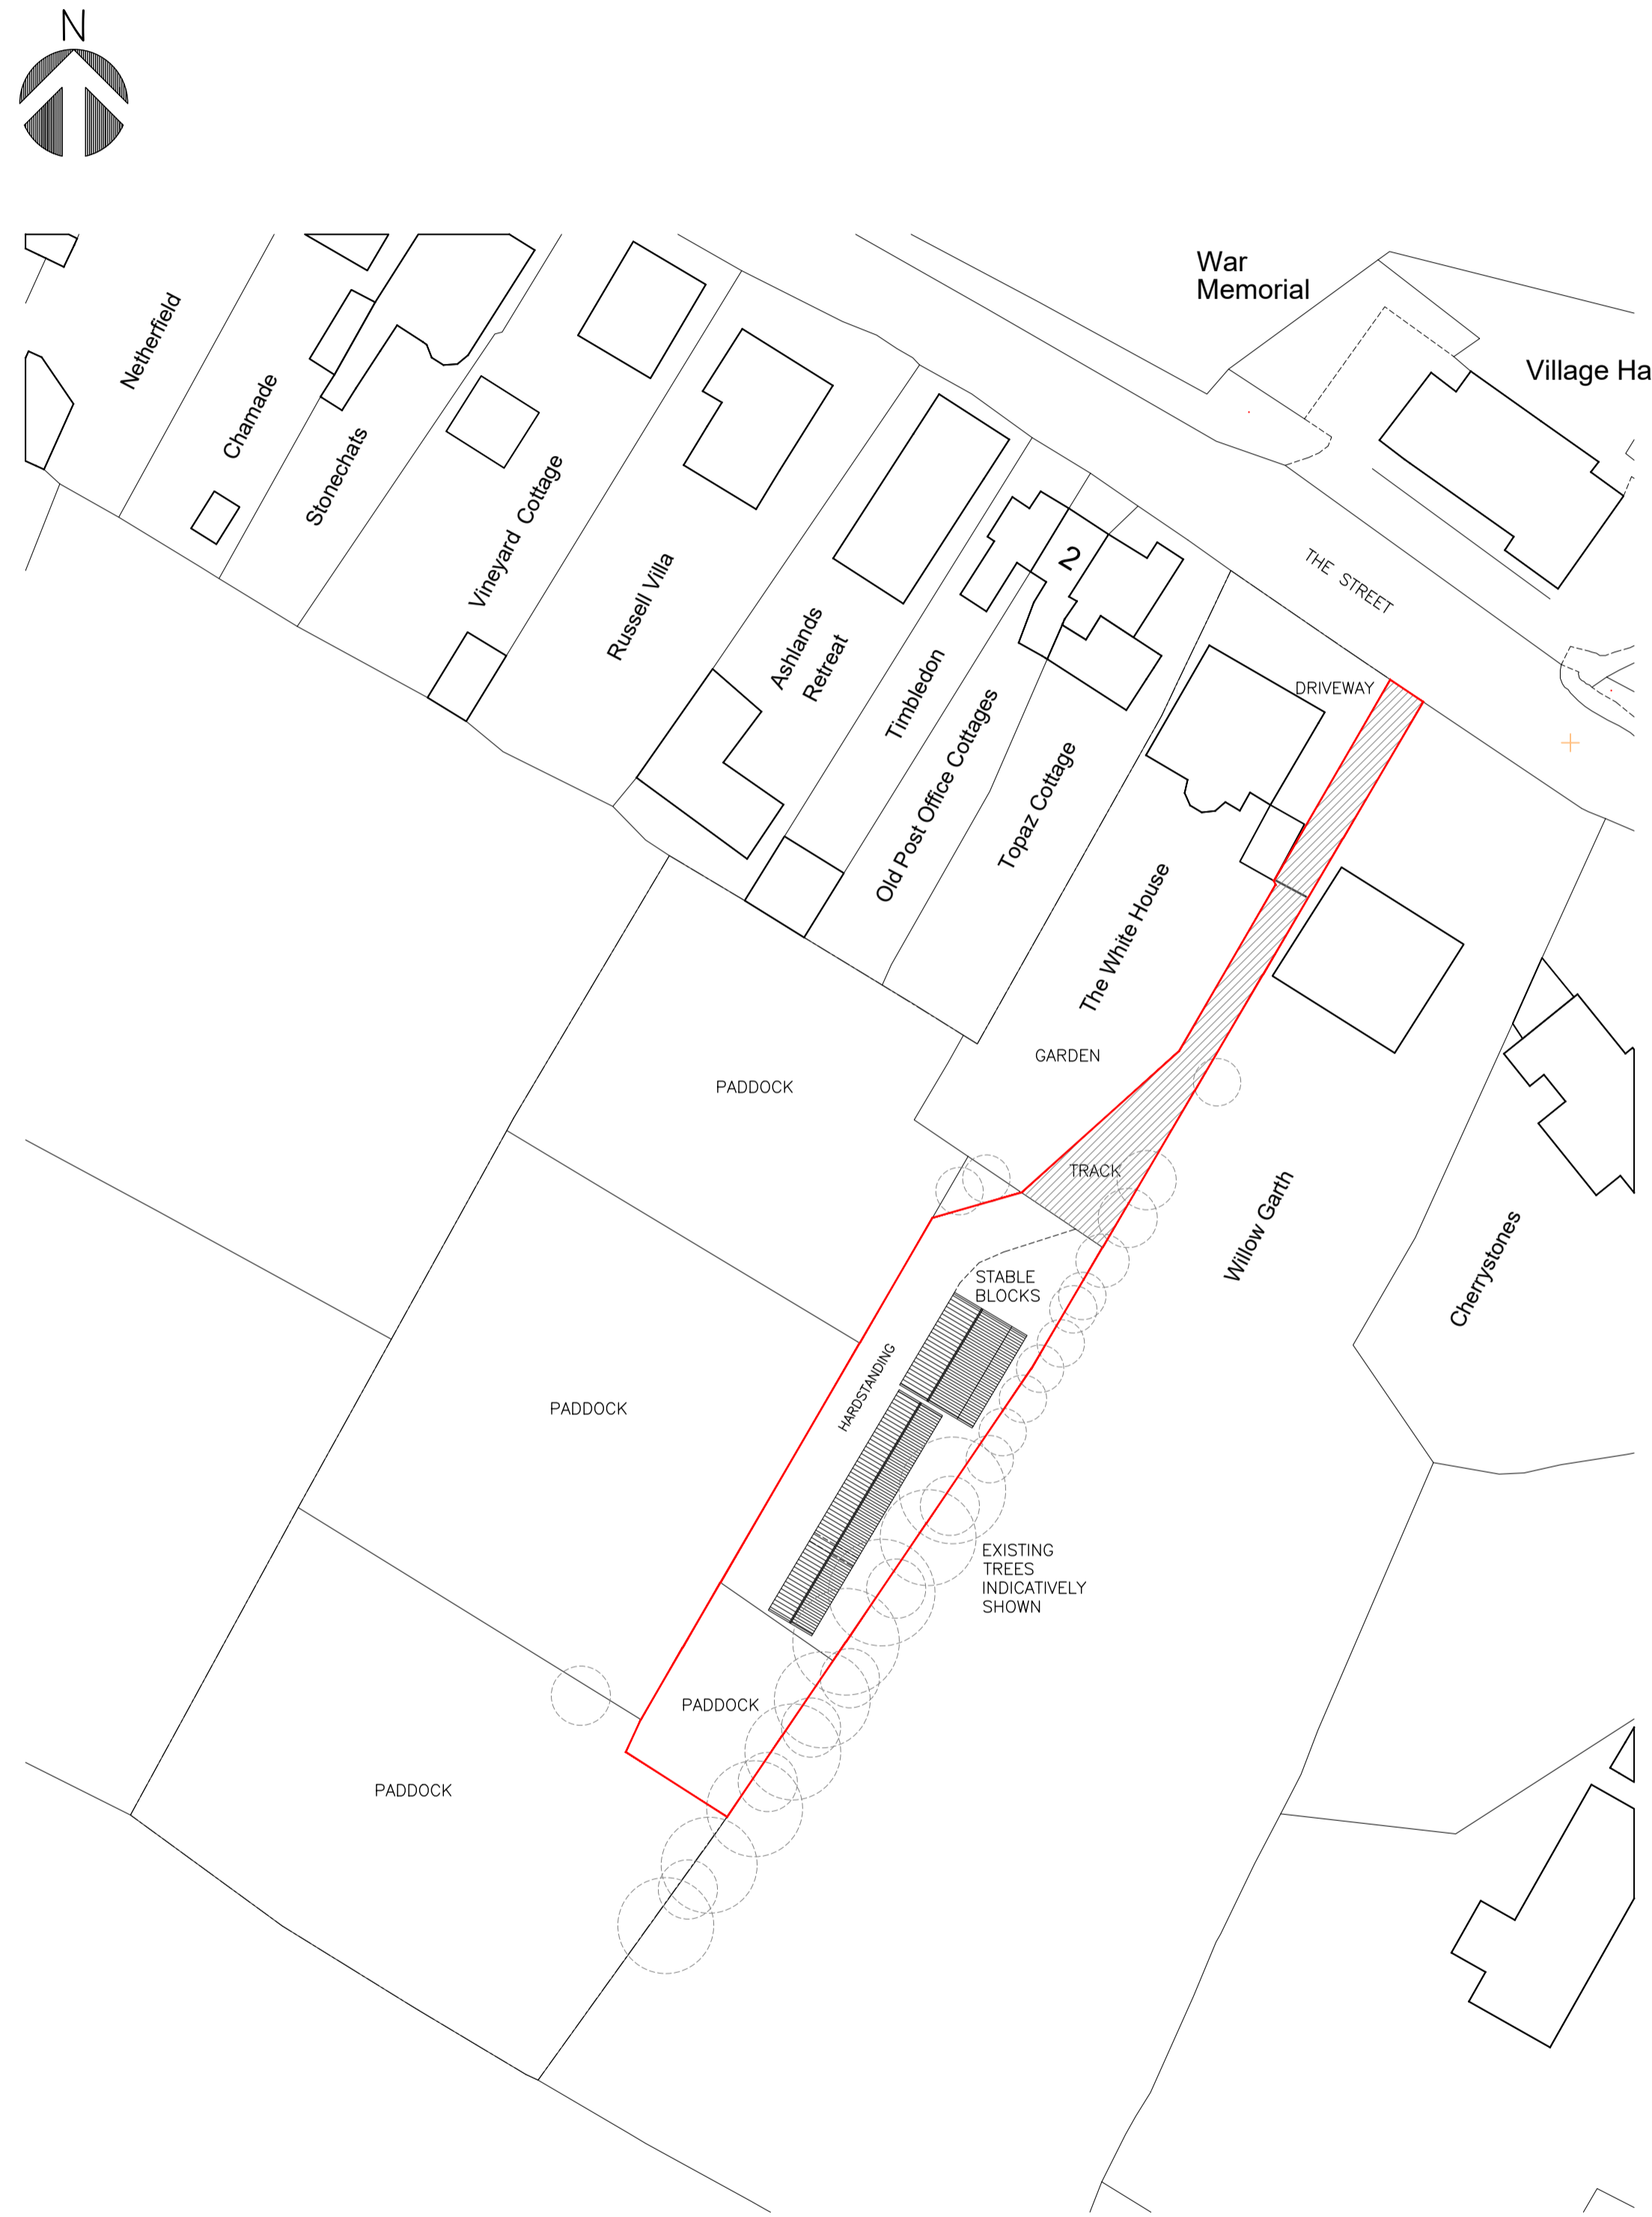 N
War
Memorial
Village Ha
Netherfield
Chamade
Stonechats
Vineyard Cottage
Russell Villa
Ashlands
Retreat
Timbledon
2
Old Post Office Cottages
Topaz Cottage
THE STREET
DRIVEWAY
The White House
GARDEN
PADDOCK
TRACK
Willow Garth
Cherrystones
STABLE
BLOCKS
HARDSTANDING
PADDOCK
EXISTING
TREES
INDICATIVELY
SHOWN
PADDOCK
PADDOCK